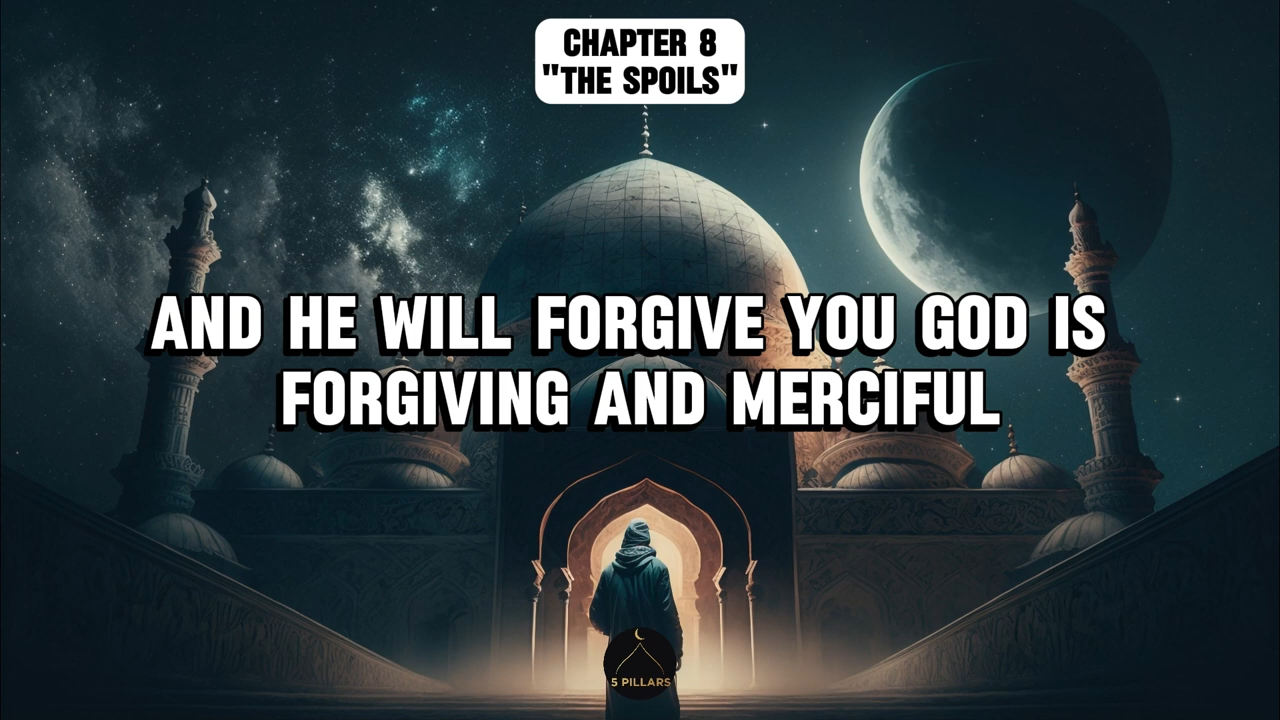 CHAPTER 8
"THE SPOILS"
AND HE WILL FORGIVE YOU GOD IS
FORGIVING AND MERCIFUL
5 PILLARS